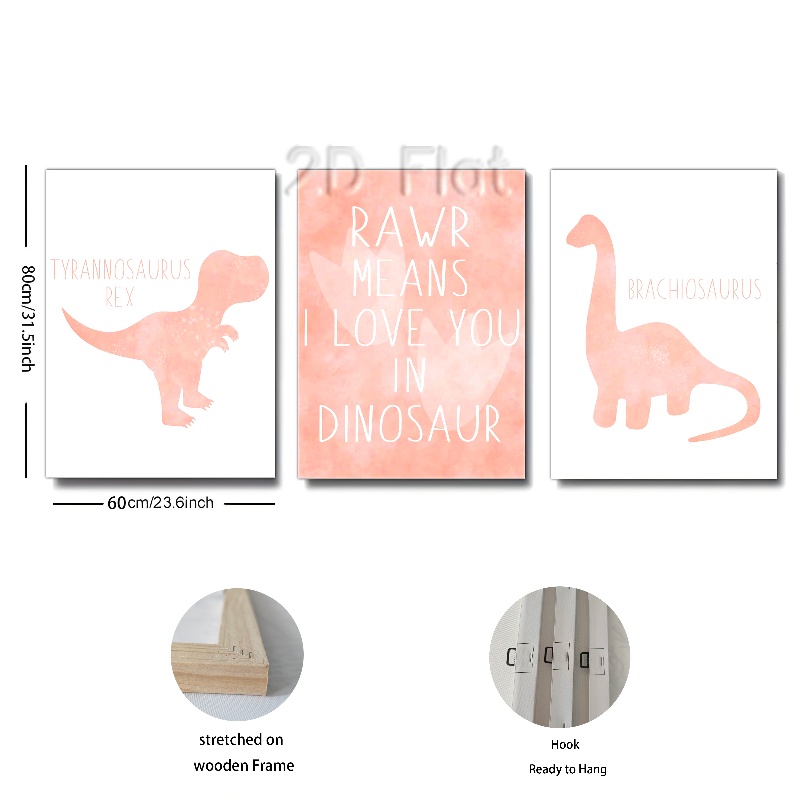 2D Flat
80cm/31.5inch
TYRANNOSAURUS
REX
RAWR
MEANS
I LOVE YOU
IN
DINOSAUR
BRACHIOSAURUS
60cm/23.6inch
stretched on
wooden Frame
Hook
Ready to Hang